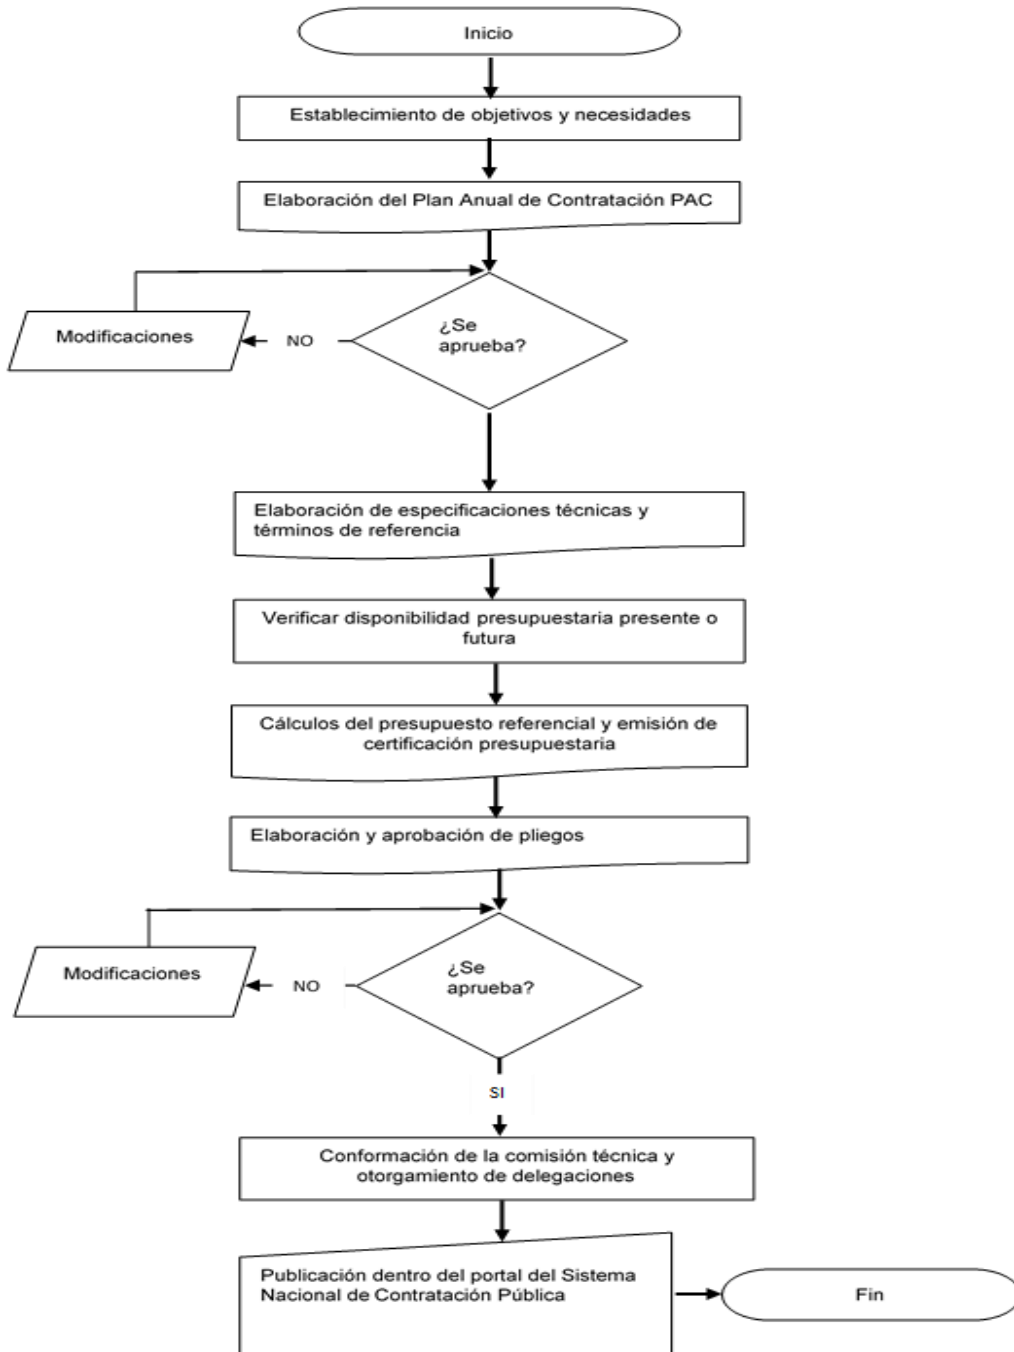 Inicio
Establecimiento de objetivos y necesidades
Elaboración del Plan Anual de Contratación PAC
¿Se
aprueba?
NO
Modificaciones
Elaboración de especificaciones técnicas y
términos de referencia
Verificar disponibilidad presupuestaria presente o
futura
Cálculos del presupuesto referencial y emisión de
certificación presupuestaria
Elaboración y aprobación de pliegos
¿Se
aprueba?
NO
Modificaciones
SI
Conformación de la comisión técnica y
otorgamiento de delegaciones
Publicación dentro del portal del Sistema
Nacional de Contratación Pública
Fin